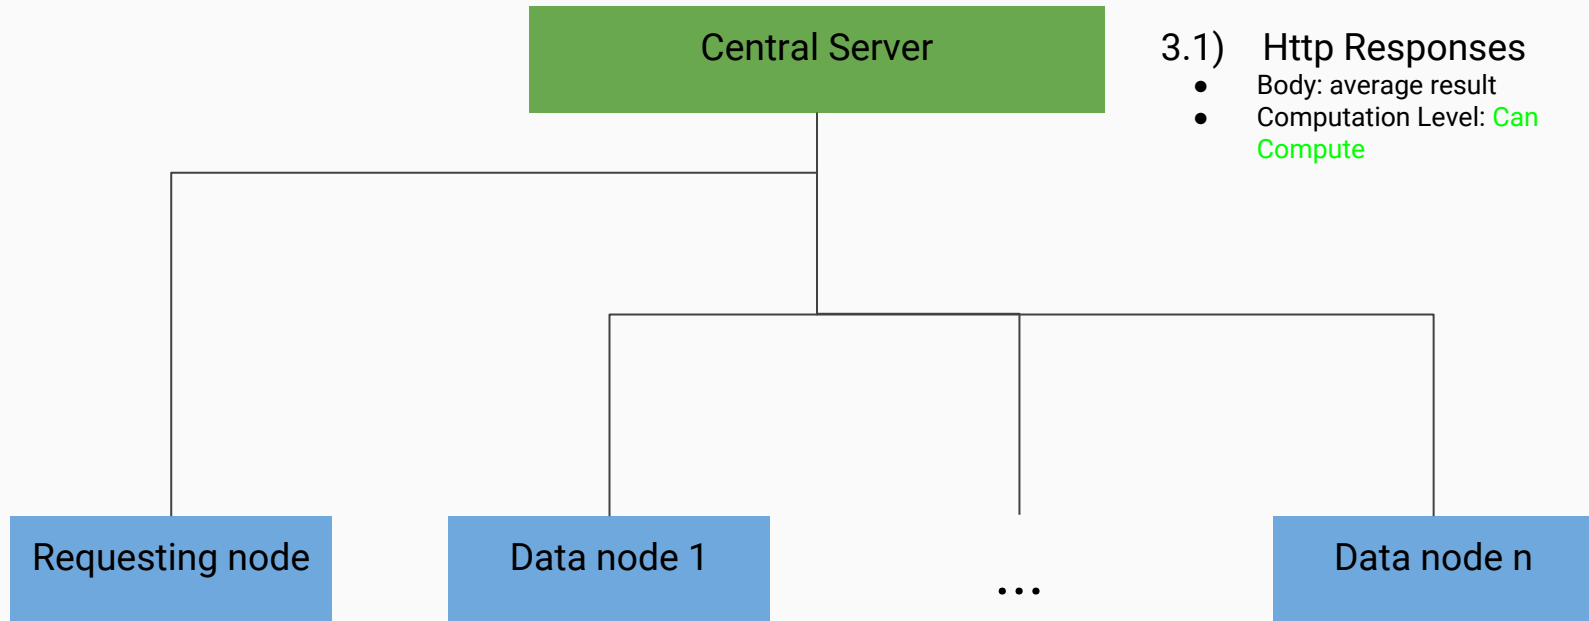 Central Server
3.1) Http Responses
● Body: average result
● Computation Level: Can
Compute
Requesting node
Data node 1
...
Data node n